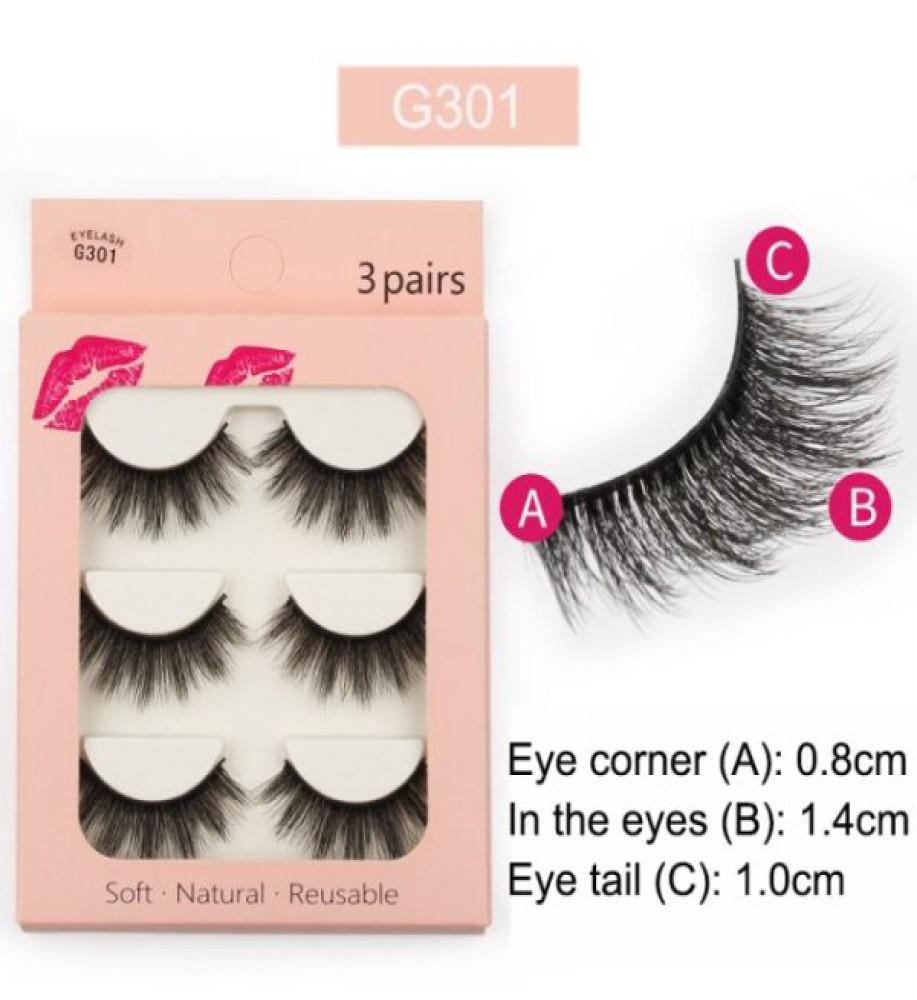 G301
EYELASH
G301
3 pairs
C
A
B
Eye corner (A): 0.8cm
In the eyes (B): 1.4cm
Eye tail (C): 1.0cm
Soft · Natural · Reusable